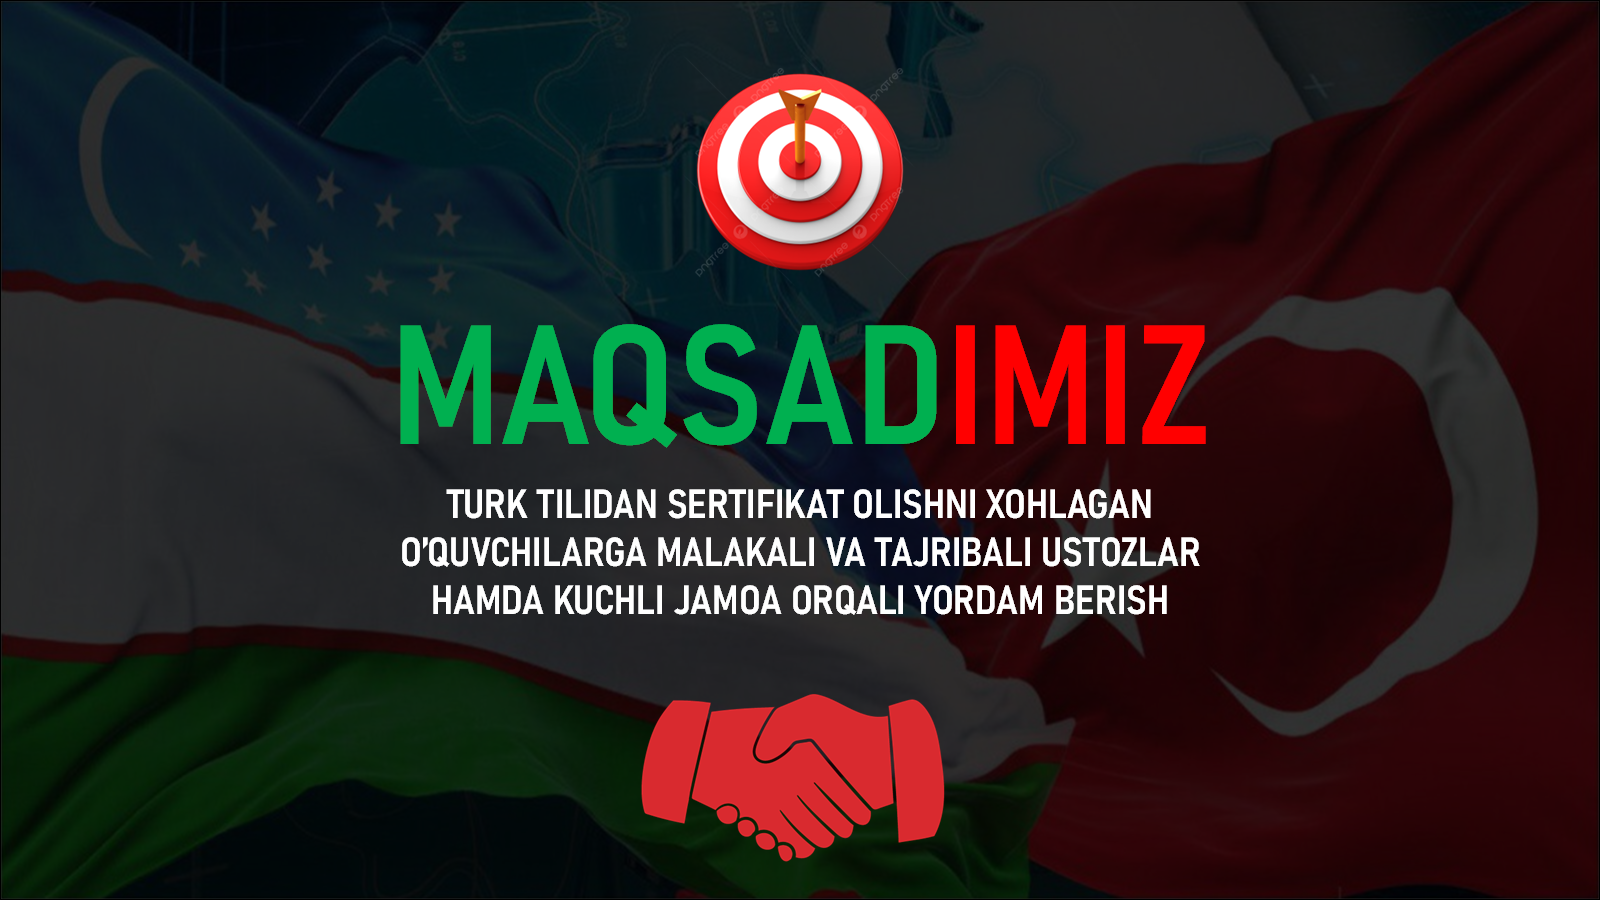 MAQSADIMIZ
TURK TILIDAN SERTIFIKAT OLISHNI XOHLAGAN
O'QUVCHILARGA MALAKALI VA TAJRIBALI USTOZLAR
HAMDA KUCHLI JAMOA ORQALI YORDAM BERISH